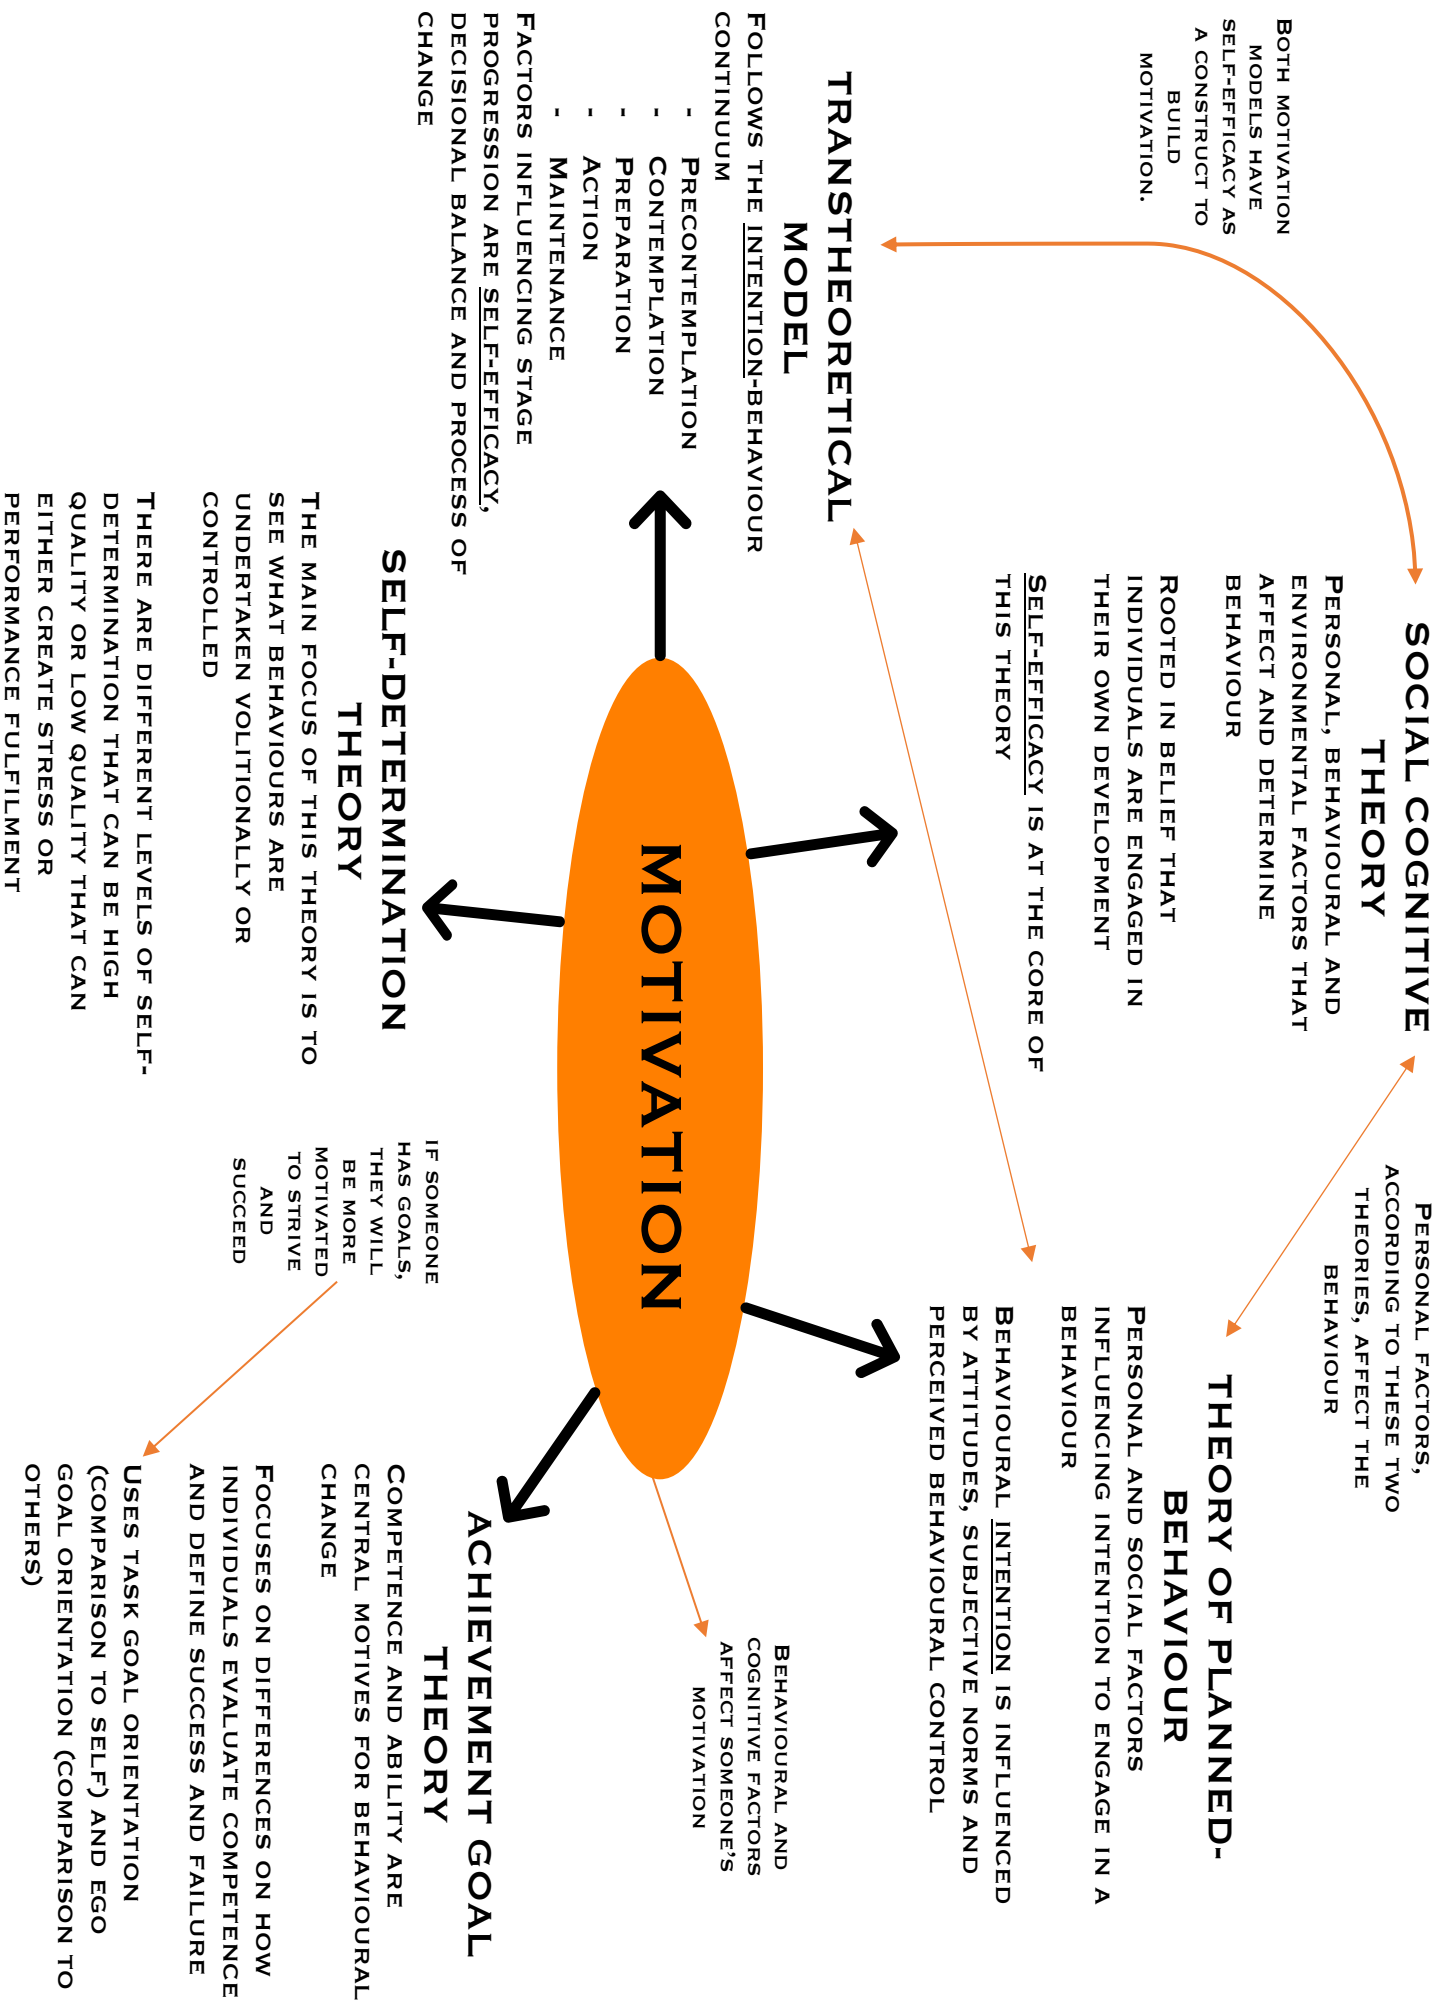 SOCIAL COGNITIVE
THEORY
PERSONAL, BEHAVIOURAL AND
ENVIRONMENTAL FACTORS THAT
AFFECT AND DETERMINE
BEHAVIOUR
ROOTED IN BELIEF THAT
INDIVIDUALS ARE ENGAGED IN
THEIR OWN DEVELOPMENT
SELF-EFFICACY IS AT THE CORE OF
THIS THEORY
PERSONAL FACTORS,
ACCORDING TO THESE TWO
THEORIES, AFFECT THE
BEHAVIOUR
BOTH MOTIVATION
MODELS HAVE
SELF-EFFICACY AS
A CONSTRUCT TO
BUILD
MOTIVATION.
THEORY OF PLANNED-
BEHAVIOUR
PERSONAL AND SOCIAL FACTORS
INFLUENCING INTENTION TO ENGAGE IN A
BEHAVIOUR
BEHAVIOURAL INTENTION IS INFLUENCED
BY ATTITUDES, SUBJECTIVE NORMS AND
PERCEIVED BEHAVIOURAL CONTROL
TRANSTHEORETICAL
MODEL
FOLLOWS THE INTENTION-BEHAVIOUR
CONTINUUM
- PRECONTEMPLATION
- CONTEMPLATION
- PREPARATION
- ACTION
- MAINTENANCE
FACTORS INFLUENCING STAGE
PROGRESSION ARE SELF-EFFICACY,
DECISIONAL BALANCE AND PROCESS OF
CHANGE
MOTIVATION
BEHAVIOURAL AND
COGNITIVE FACTORS
AFFECT SOMEONE'S
MOTIVATION
SELF-DETERMINATION
THEORY
THE MAIN FOCUS OF THIS THEORY IS TO
SEE WHAT BEHAVIOURS ARE
UNDERTAKEN VOLITIONALLY OR
CONTROLLED
THERE ARE DIFFERENT LEVELS OF SELF-
DETERMINATION THAT CAN BE HIGH
QUALITY OR LOW QUALITY THAT CAN
EITHER CREATE STRESS OR
PERFORMANCE FULFILMENT
IF SOMEONE
HAS GOALS,
THEY WILL
BE MORE
MOTIVATED
TO STRIVE
AND
SUCCEED
ACHIEVEMENT GOAL
THEORY
COMPETENCE AND ABILITY ARE
CENTRAL MOTIVES FOR BEHAVIOURAL
CHANGE
FOCUSES ON DIFFERENCES ON HOW
INDIVIDUALS EVALUATE COMPETENCE
AND DEFINE SUCCESS AND FAILURE
USES TASK GOAL ORIENTATION
(COMPARISON TO SELF) AND EGO
GOAL ORIENTATION (COMPARISON TO
OTHERS)